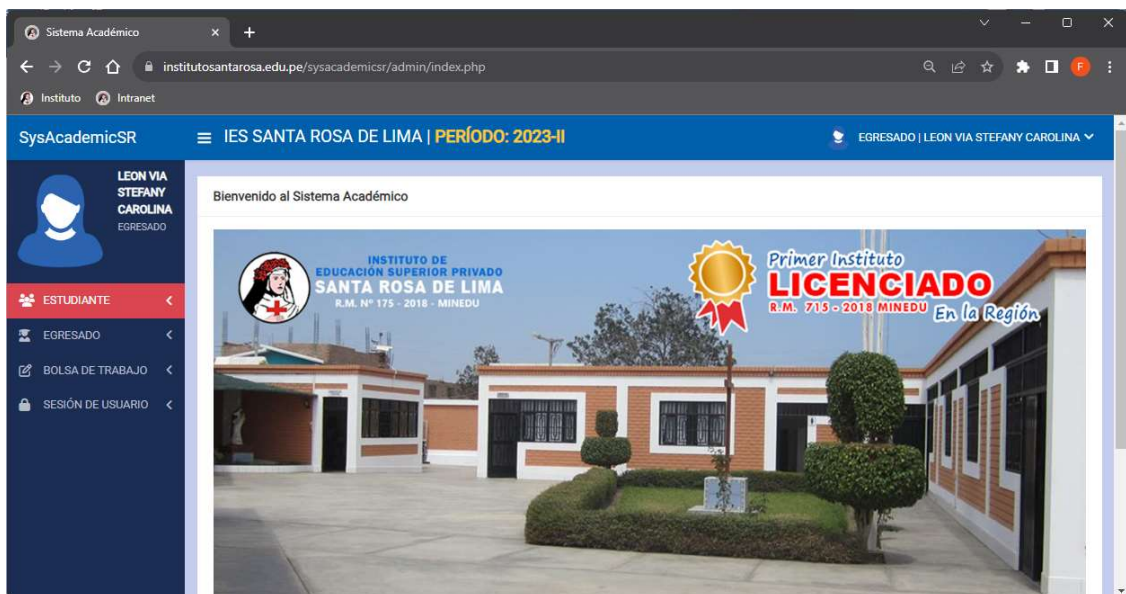 Sistema Académico
institutosantarosa.edu.pe/sysacademicsr/admin/index.php
F
Instituto
Intranet
SysAcademicSR
IES SANTA ROSA DE LIMA | PERÍODO: 2023-II
EGRESADO | LEON VIA STEFANY CAROLINA
LEON VIA
STEFANY
CAROLINA
EGRESADO
ESTUDIANTE
EGRESADO
BOLSA DE TRABAJO
SESIÓN DE USUARIO
Bienvenido al Sistema Académico
INSTITUTO DE
EDUCACIÓN SUPERIOR PRIVADO
SANTA ROSA DE LIMA
R.M. Nº 175 - 2018 - MINEDU
Primer Instituto
LICENCIADO
R.M. 715-2018 MINEDU
En la Región